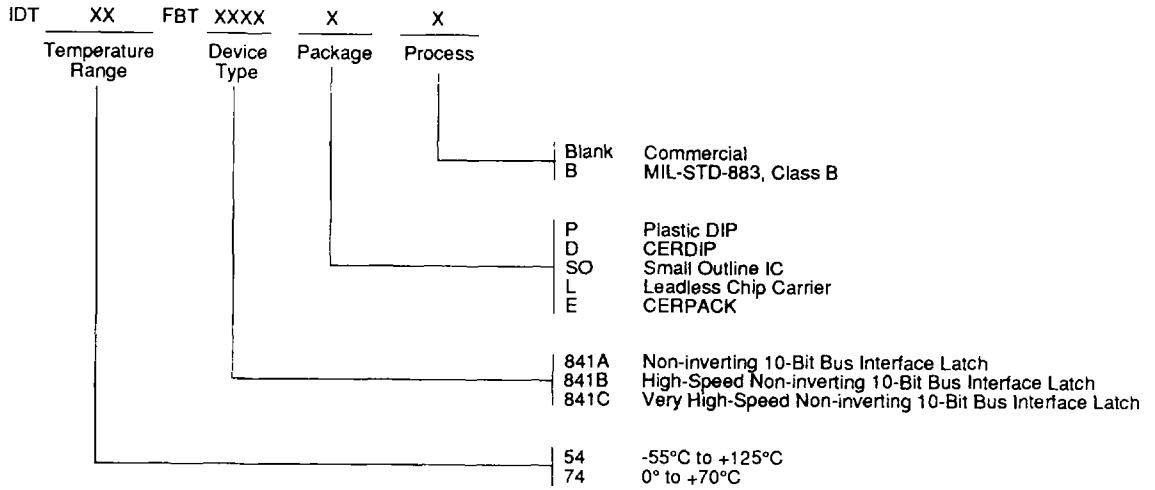 IDT XX FBT XXXX X X
Temperature Range Device Type Package Process
Blank Commercial
B MIL-STD-883, Class B
P Plastic DIP
D CERDIP
SO Small Outline IC
L Leadless Chip Carrier
E CERPACK
841A Non-inverting 10-Bit Bus Interface Latch
841B High-Speed Non-inverting 10-Bit Bus Interface Latch
841C Very High-Speed Non-inverting 10-Bit Bus Interface Latch
54 -55°C to +125°C
74 0° to +70°C